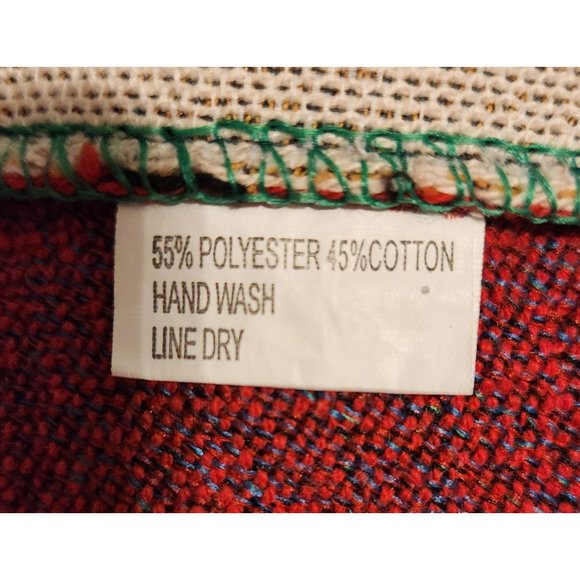 55% POLYESTER 45%COTTON
HAND WASH
LINE DRY